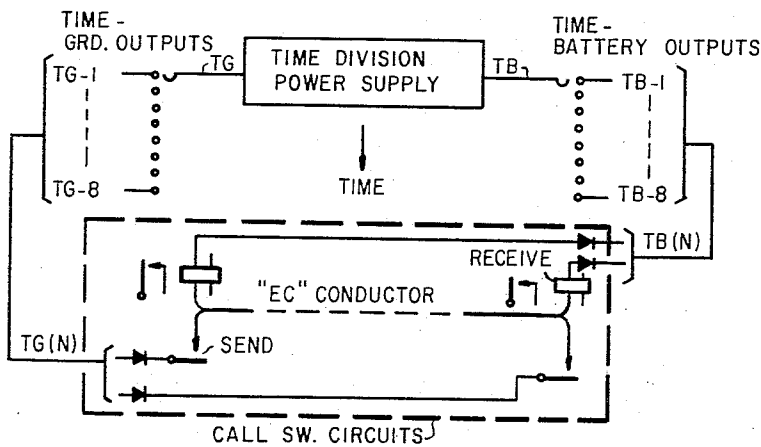 TIME-
GRD. OUTPUTS
TG
TIME DIVISION
POWER SUPPLY
TB
TIME-
BATTERY OUTPUTS
TG-1
TG-8
TIME
TB-1
TB-8
RECEIVE
TB(N)
"EC" CONDUCTOR
TG(N)
SEND
CALL SW. CIRCUITS